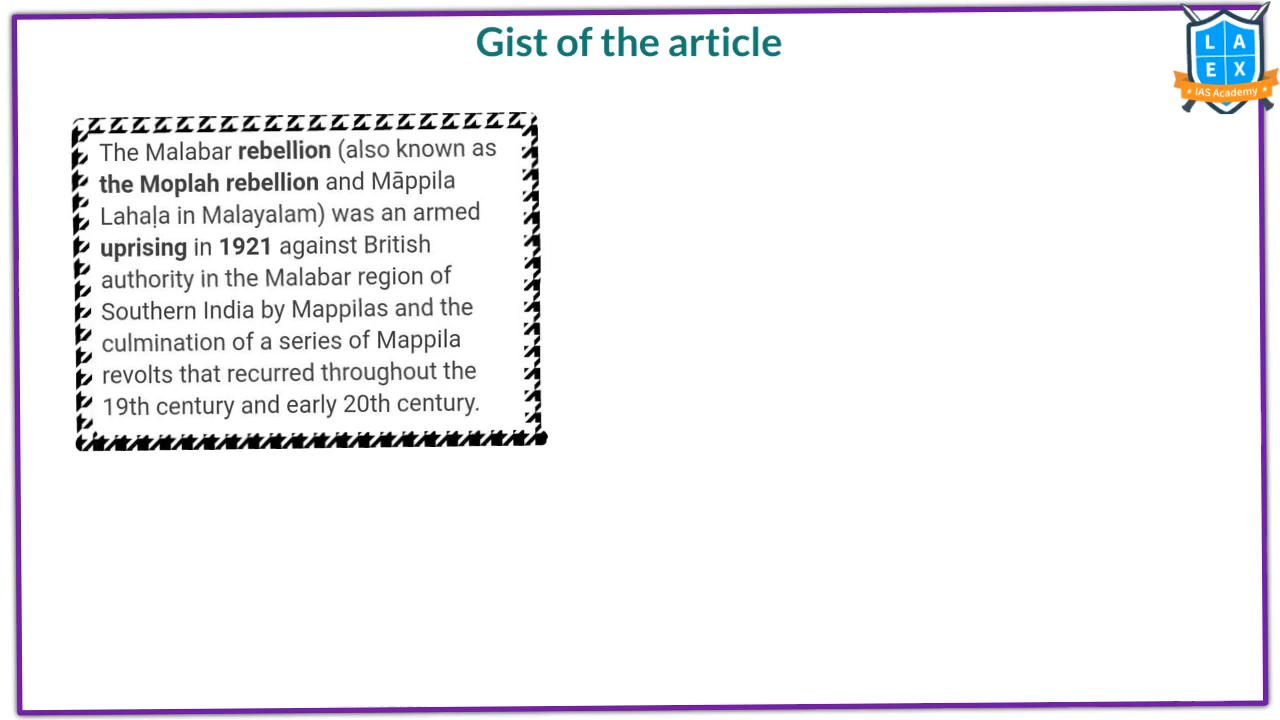 Gist of the article
L A
E X
IAS Academy
The Malabar rebellion (also known as
the Moplah rebellion and Māppila
Lahaḷa in Malayalam) was an armed
uprising in 1921 against British
authority in the Malabar region of
Southern India by Mappilas and the
culmination of a series of Mappila
revolts that recurred throughout the
19th century and early 20th century.